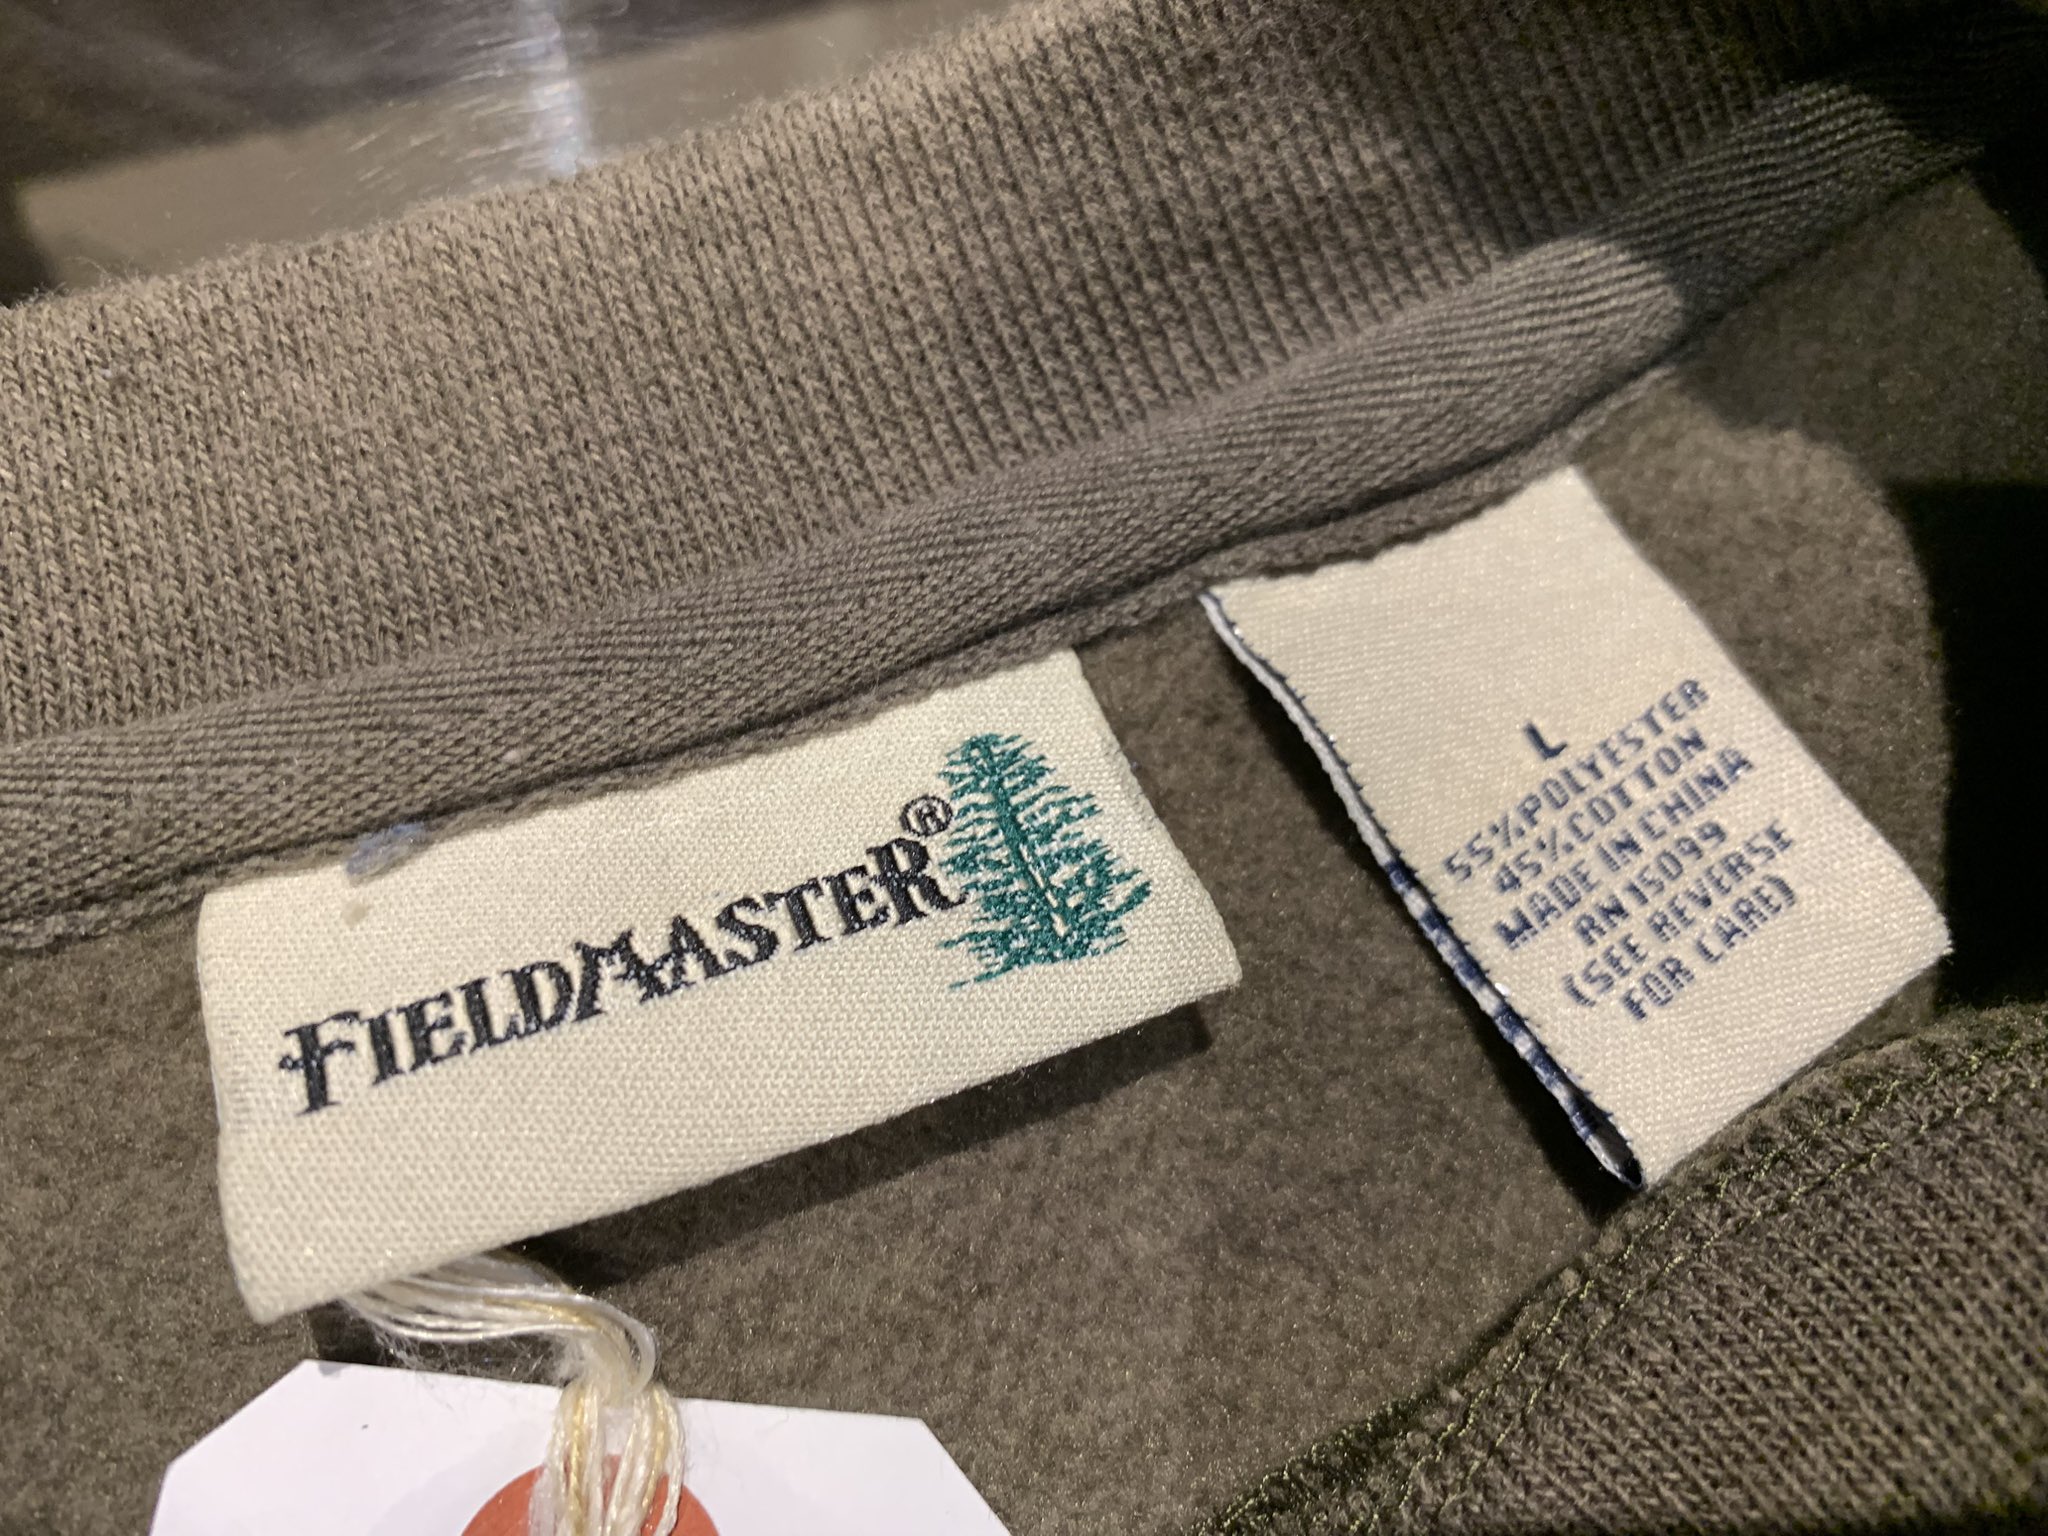 FIELDMASTER®
L
55%POLYESTER
45%COTTON
MADE IN CHINA
RN15099
(SEE REVERSE
FOR CARE)